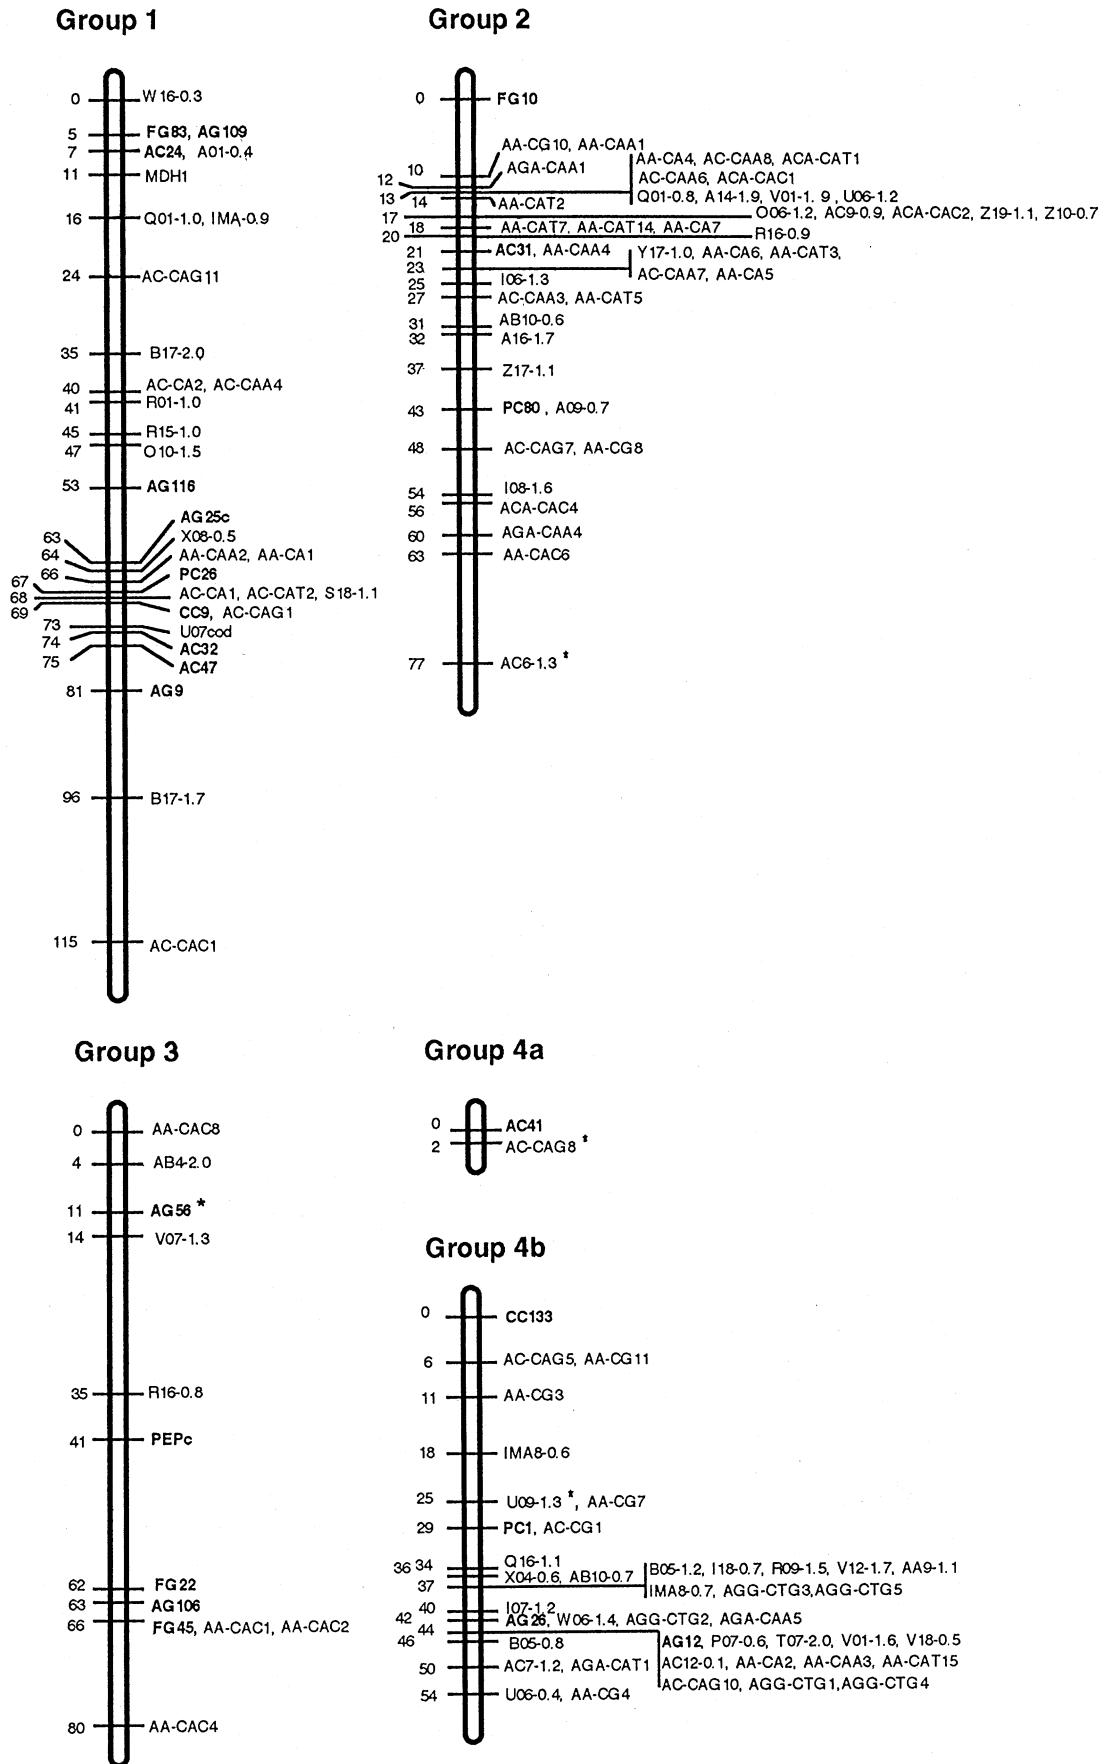 Group 1
0 W16-0.3
5 FG83, AG109
7 AC24, A01-0.4
11 MDH1
16 Q01-1.0, IMA-0.9
24 AC-CAG11
35 B17-2.0
40 AC-CA2, AC-CAA4
41 R01-1.0
45 R15-1.0
47 O10-1.5
53 AG116
63 AG25c
64 X08-0.5
66 AA-CAA2, AA-CA1
67 PC26
68 AC-CA1, AC-CAT2, S18-1.1
69 CC9, AC-CAG1
73 U07cod
74 AC32
75 AC47
81 AG9
96 B17-1.7
115 AC-CAC1
Group 2
0 FG10
10 AA-CG10, AA-CAA1
12 AGA-CAA1
13 AA-CA4, AC-CAA8, ACA-CAT1
AC-CAA6, ACA-CAC1
Q01-0.8, A14-1.9, V01-1.9, U06-1.2
14 AA-CAT2
17 O06-1.2, AC9-0.9, ACA-CAC2, Z19-1.1, Z10-0.7
18 AA-CAT7, AA-CAT14, AA-CA7
20 R16-0.9
21 AC31, AA-CAA4
23 Y17-1.0, AA-CA6, AA-CAT3,
AC-CAA7, AA-CA5
25 I06-1.3
27 AC-CAA3, AA-CAT5
31 AB10-0.6
32 A16-1.7
37 Z17-1.1
43 PC80, A09-0.7
48 AC-CAG7, AA-CG8
54 I08-1.6
56 ACA-CAC4
60 AGA-CAA4
63 AA-CAC6
77 AC6-1.3 *
Group 3
0 AA-CAC8
4 AB4-2.0
11 AG56 *
14 V07-1.3
35 R16-0.8
41 PEPc
62 FG22
63 AG106
66 FG45, AA-CAC1, AA-CAC2
80 AA-CAC4
Group 4a
0 AC41
2 AC-CAG8 *
Group 4b
0 CC133
6 AC-CAG5, AA-CG11
11 AA-CG3
18 IMA8-0.6
25 U09-1.3 *, AA-CG7
29 PC1, AC-CG1
34 Q16-1.1
36 X04-0.6, AB10-0.7
37 B05-1.2, I18-0.7, R09-1.5, V12-1.7, AA9-1.1
IMA8-0.7, AGG-CTG3,AGG-CTG5
40 I07-1.2
42 AG26, W06-1.4, AGG-CTG2, AGA-CAA5
44 AG12, P07-0.6, T07-2.0, V01-1.6, V18-0.5
AC12-0.1, AA-CA2, AA-CAA3, AA-CAT15
AC-CAG10, AGG-CTG1,AGG-CTG4
46 B05-0.8
50 AC7-1.2, AGA-CAT1
54 U06-0.4, AA-CG4